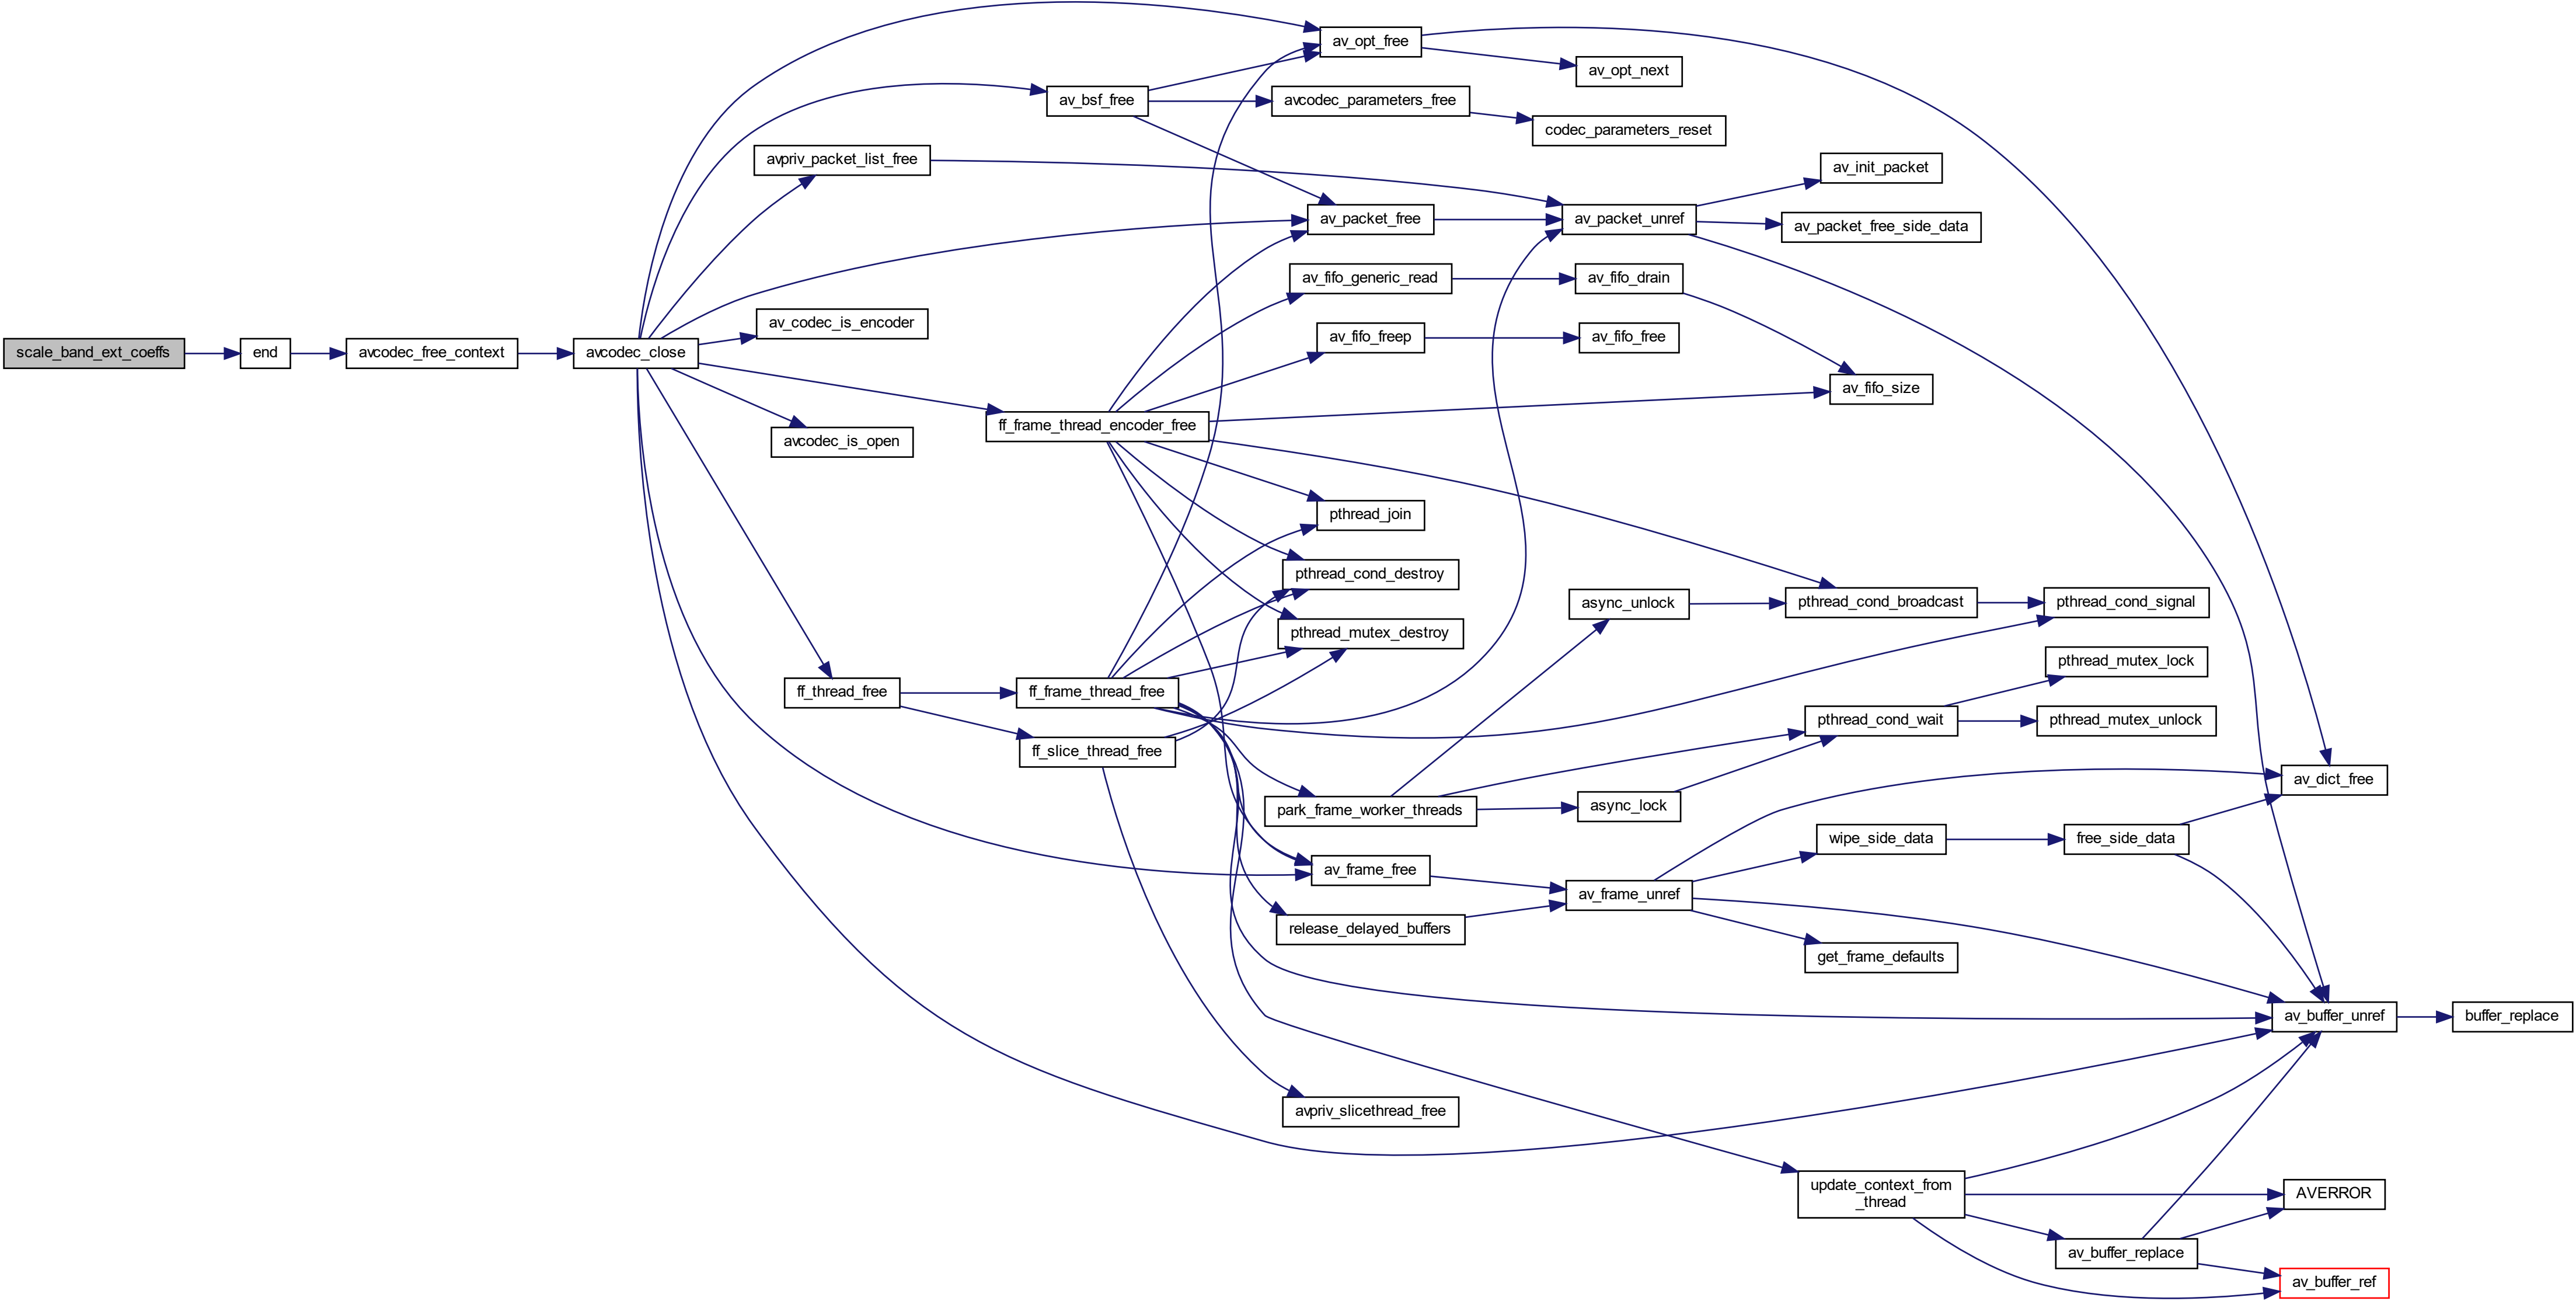 scale_band_ext_coeffs
end
avcodec_free_context
avcodec_close
av_opt_free
av_opt_next
av_bsf_free
avcodec_parameters_free
codec_parameters_reset
avpriv_packet_list_free
av_init_packet
av_packet_free
av_packet_unref
av_packet_free_side_data
av_fifo_generic_read
av_fifo_drain
av_codec_is_encoder
av_fifo_freep
av_fifo_free
av_fifo_size
ff_frame_thread_encoder_free
avcodec_is_open
pthread_join
pthread_cond_destroy
async_unlock
pthread_cond_broadcast
pthread_cond_signal
pthread_mutex_destroy
pthread_mutex_lock
ff_thread_free
ff_frame_thread_free
pthread_cond_wait
pthread_mutex_unlock
ff_slice_thread_free
av_dict_free
park_frame_worker_threads
async_lock
wipe_side_data
free_side_data
av_frame_free
av_frame_unref
release_delayed_buffers
get_frame_defaults
av_buffer_unref
buffer_replace
avpriv_slicethread_free
update_context_from
_thread
AVERROR
av_buffer_replace
av_buffer_ref